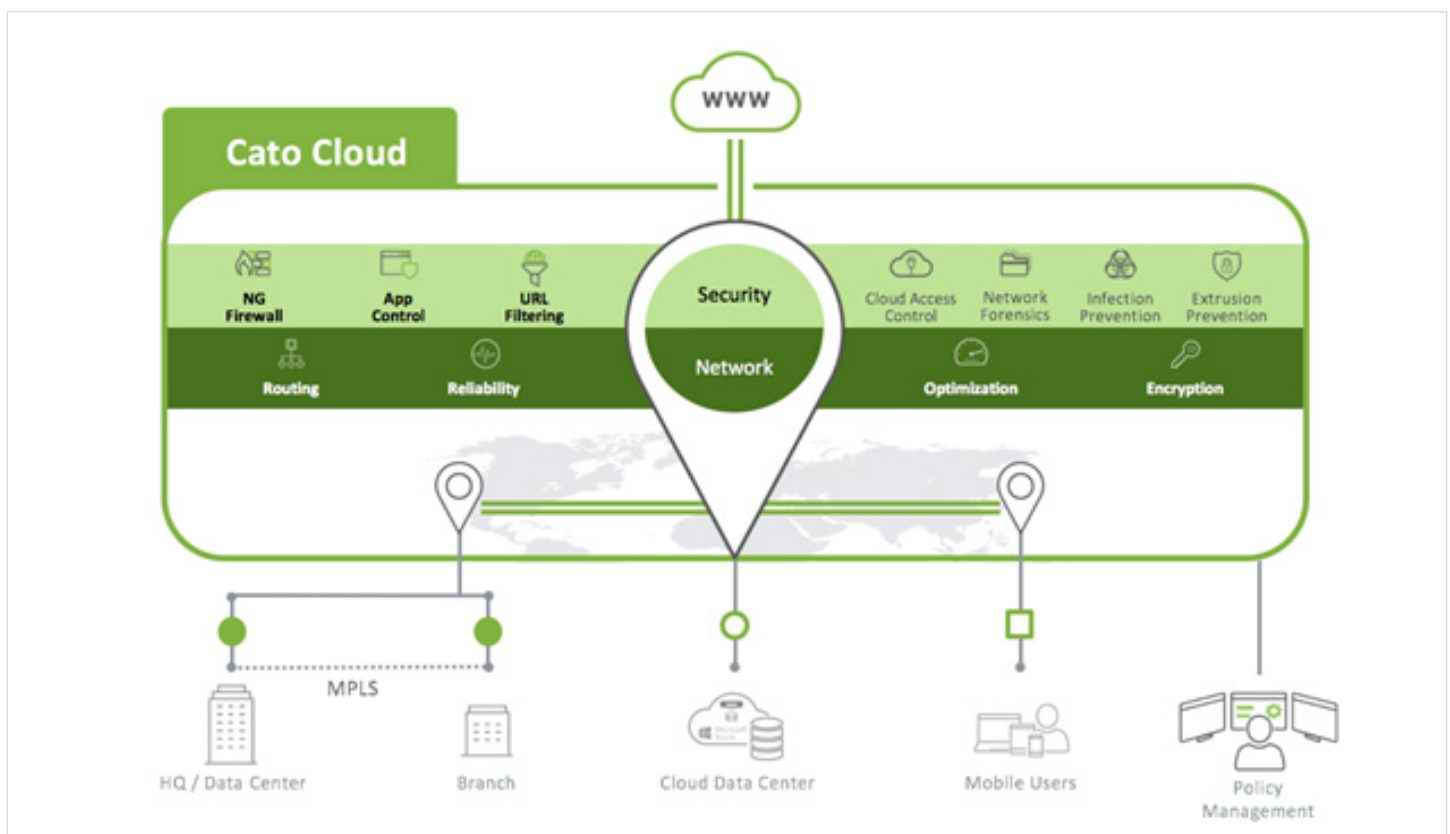 WWW
Cato Cloud
NG
Firewall
App
Control
URL
Filtering
Security
Cloud Access
Control
Network
Forensics
Infection
Prevention
Extrusion
Prevention
Routing
Reliability
Network
Optimization
Encryption
MPLS
HQ / Data Center
Branch
Cloud Data Center
Mobile Users
Policy
Management